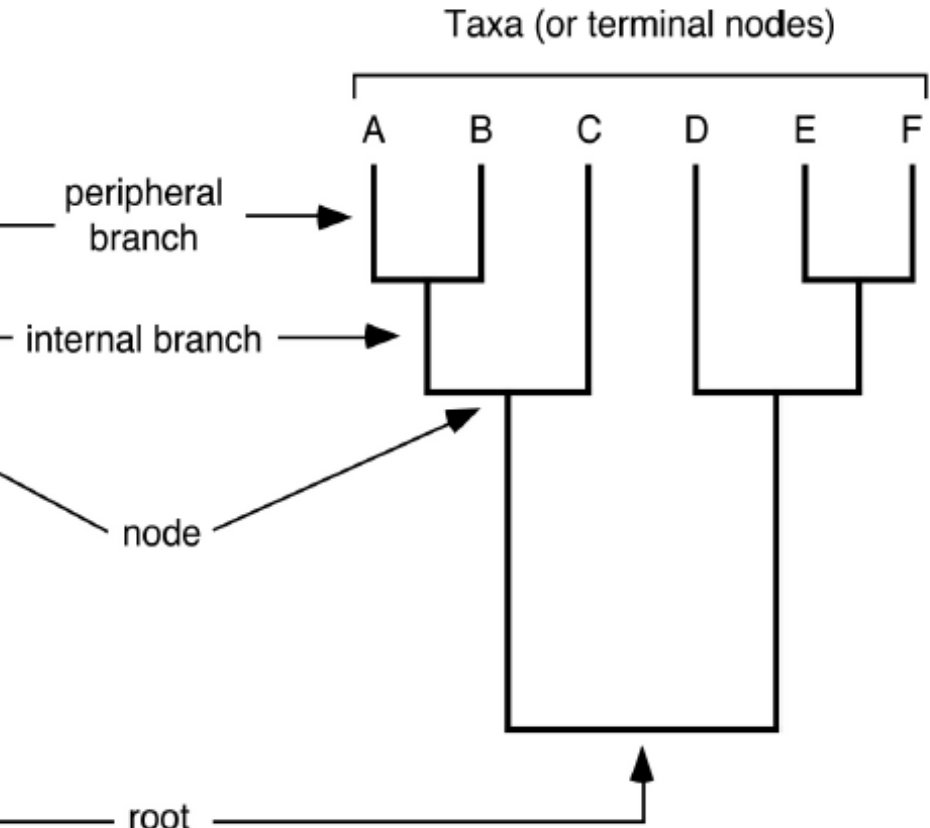 Taxa (or terminal nodes)
A B C D E F
peripheral
branch
internal branch
node
root